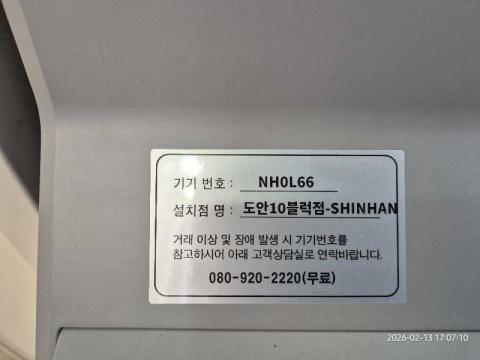 기기 번호 : NH0L66
설치점 명 : 도안10블럭점-SHINHAN
거래 이상 및 장애 발생 시 기기번호를
참고하시어 아래 고객상담실로 연락바랍니다.
080-920-2220(무료)
2026-02-13 17:07:10